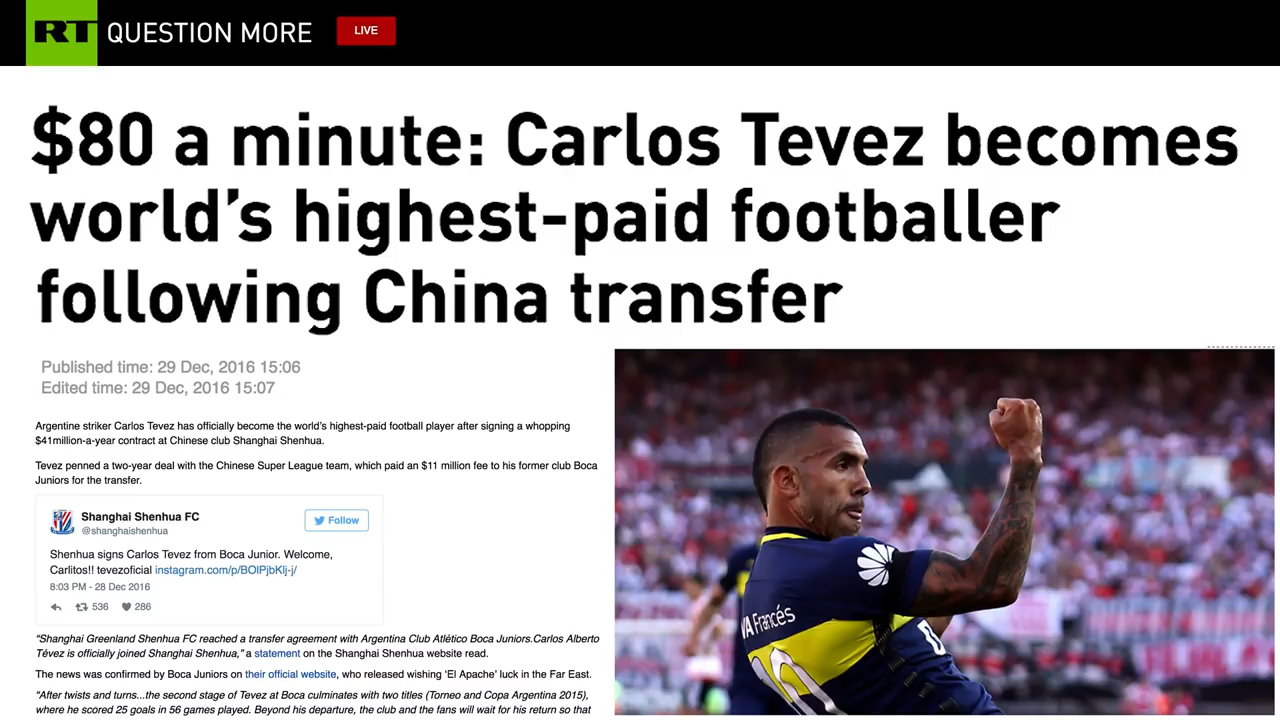 RT QUESTION MORE LIVE
$80 a minute: Carlos Tevez becomes
world's highest-paid footballer
following China transfer
Published time: 29 Dec, 2016 15:06
Edited time: 29 Dec, 2016 15:07
Argentine striker Carlos Tevez has officially become the world's highest-paid football player after signing a whopping
$41million-a-year contract at Chinese club Shanghai Shenhua.
Tevez penned a two-year deal with the Chinese Super League team, which paid an $11 million fee to his former club Boca
Juniors for the transfer.
Shanghai Shenhua FC
@shanghaishenhua
Follow
Shenhua signs Carlos Tevez from Boca Junior. Welcome,
Carlitos!! tevezoficial instagram.com/p/BOlPjbKlj-j/
8:03 PM - 28 Dec 2016
536 286
"Shanghai Greenland Shenhua FC reached a transfer agreement with Argentina Club Atlético Boca Juniors.Carlos Alberto
Tévez is officially joined Shanghai Shenhua," a statement on the Shanghai Shenhua website read.
The news was confirmed by Boca Juniors on their official website, who released wishing 'El Apache' luck in the Far East.
"After twists and turns...the second stage of Tevez at Boca culminates with two titles (Torneo and Copa Argentina 2015),
where he scored 25 goals in 56 games played. Beyond his departure, the club and the fans will wait for his return so that
Francés
10